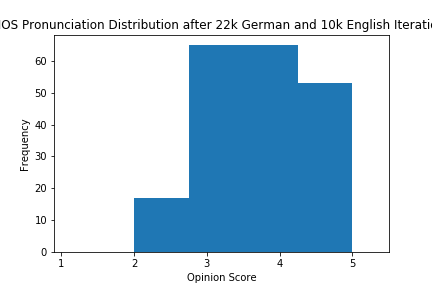 IOS Pronunciation Distribution after 22k German and 10k English Iteratio
60
50
40
30
20
10
0
Frequency
1 2 3 4 5
Opinion Score